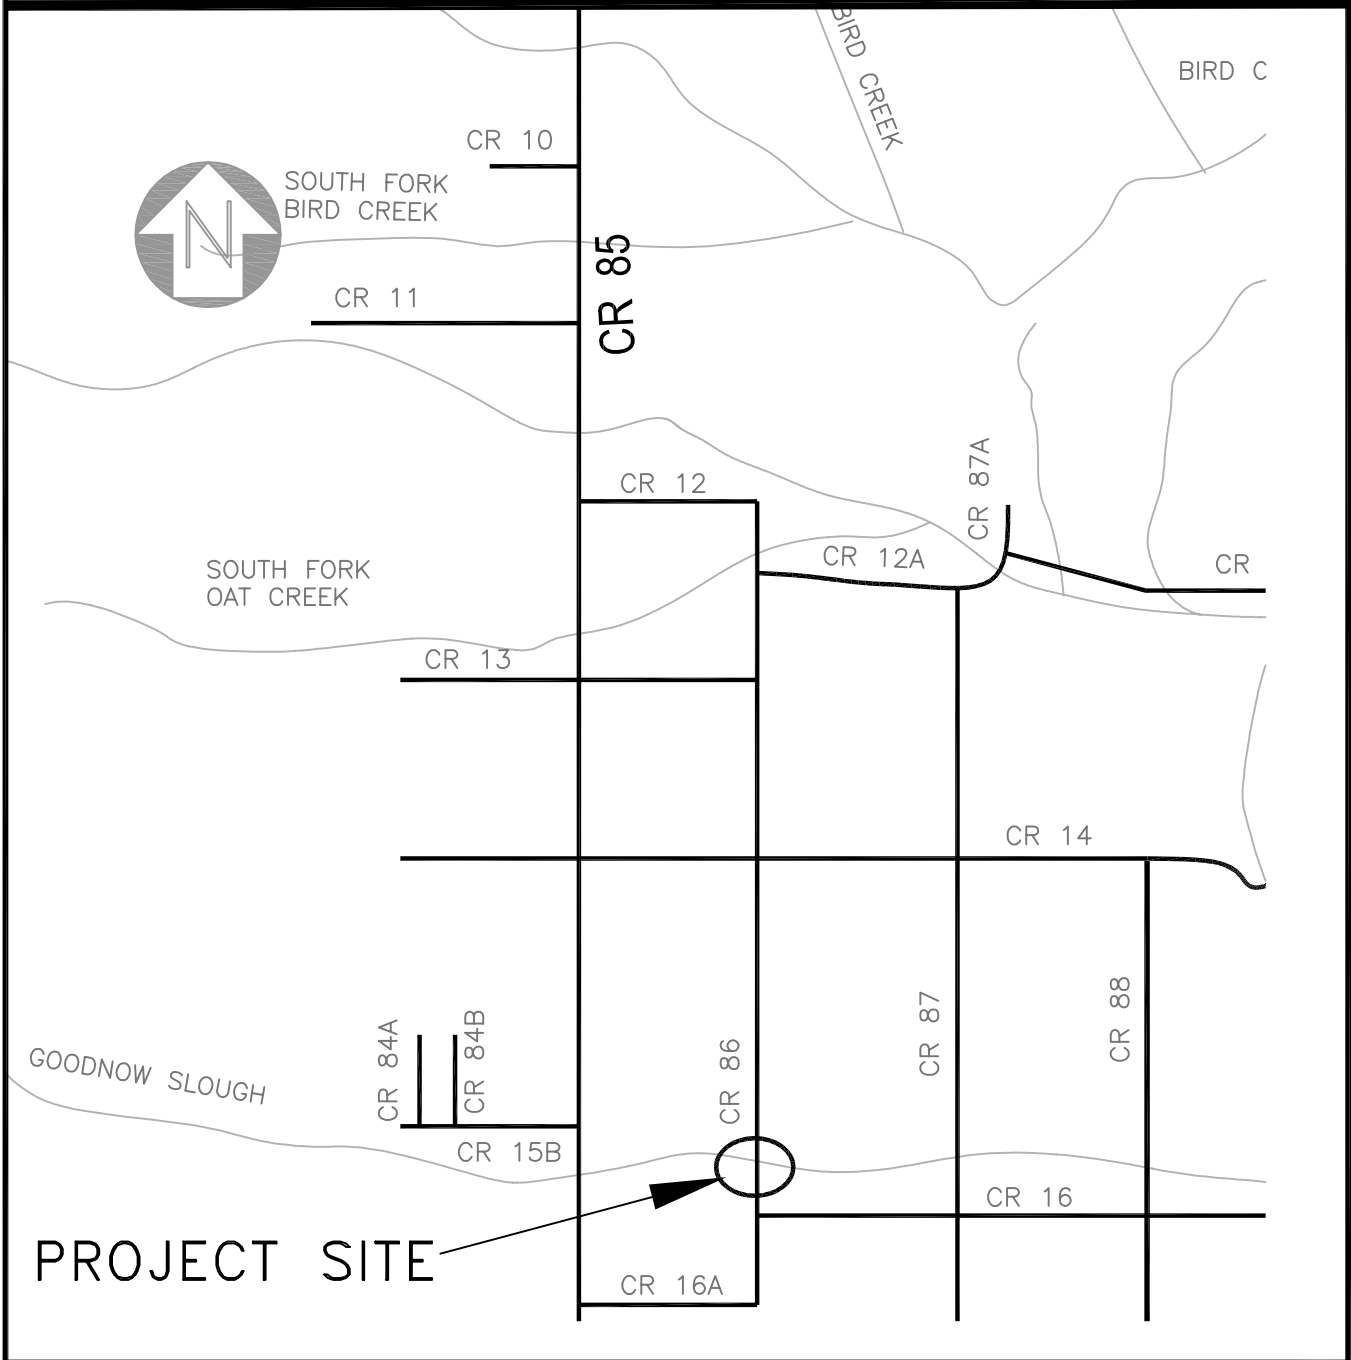 BIRD CREEK
BIRD C
CR 10
SOUTH FORK
BIRD CREEK
N
CR 85
CR 11
CR 87A
CR 12
CR 12A
CR
SOUTH FORK
OAT CREEK
CR 13
CR 14
CR 88
CR 87
CR 84A
CR 84B
CR 86
GOODNOW SLOUGH
CR 15B
CR 16
PROJECT SITE
CR 16A